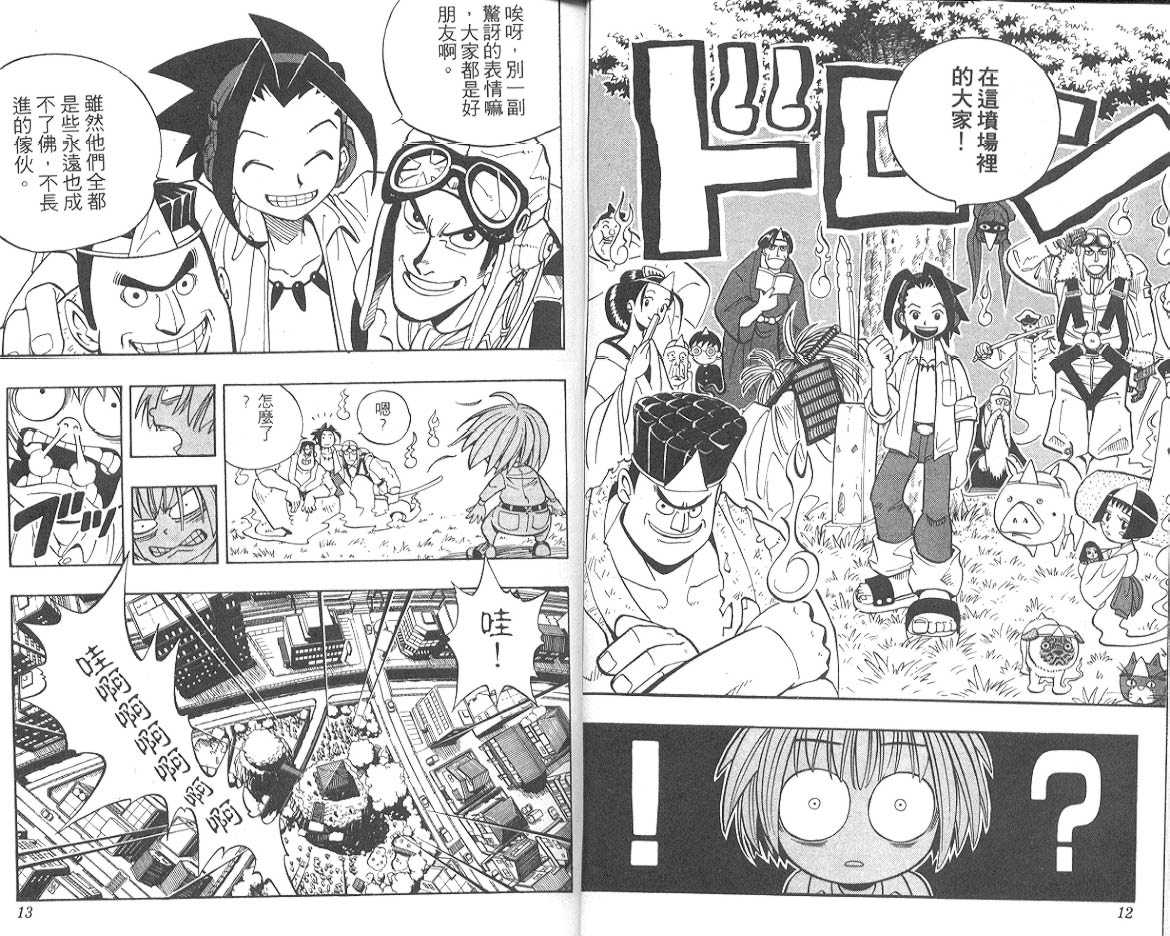 在這墳場裡
的大家！
ドロン
！
？
12
唉呀，別一副
驚訝的表情嘛
，大家都是好
朋友啊。
雖然他們全都
是些永遠也成
不了佛，不長
進的傢伙。
嗯？
怎麼了
？
ブッ
哇！
哇啊啊啊啊啊啊
13